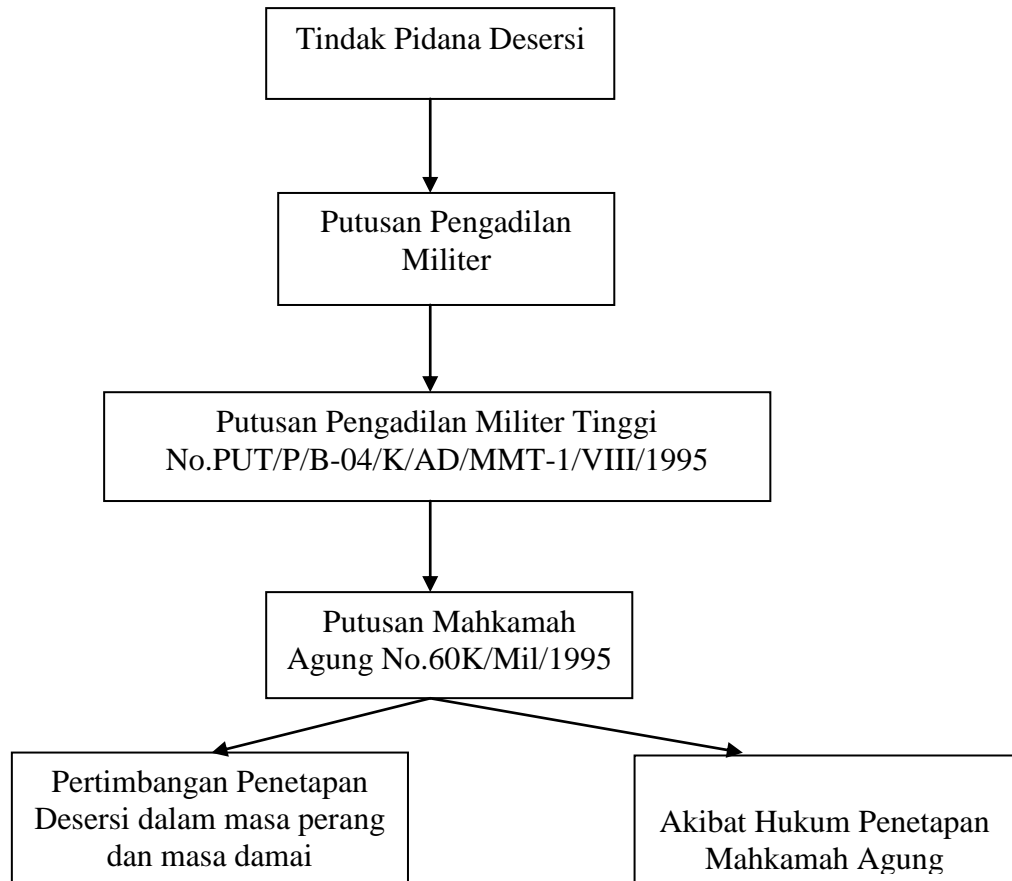 Tindak Pidana Desersi
Putusan Pengadilan
Militer
Putusan Pengadilan Militer Tinggi
No.PUT/P/B-04/K/AD/MMT-1/VIII/1995
Putusan Mahkamah
Agung No.60K/Mil/1995
Pertimbangan Penetapan
Desersi dalam masa perang
dan masa damai
Akibat Hukum Penetapan
Mahkamah Agung